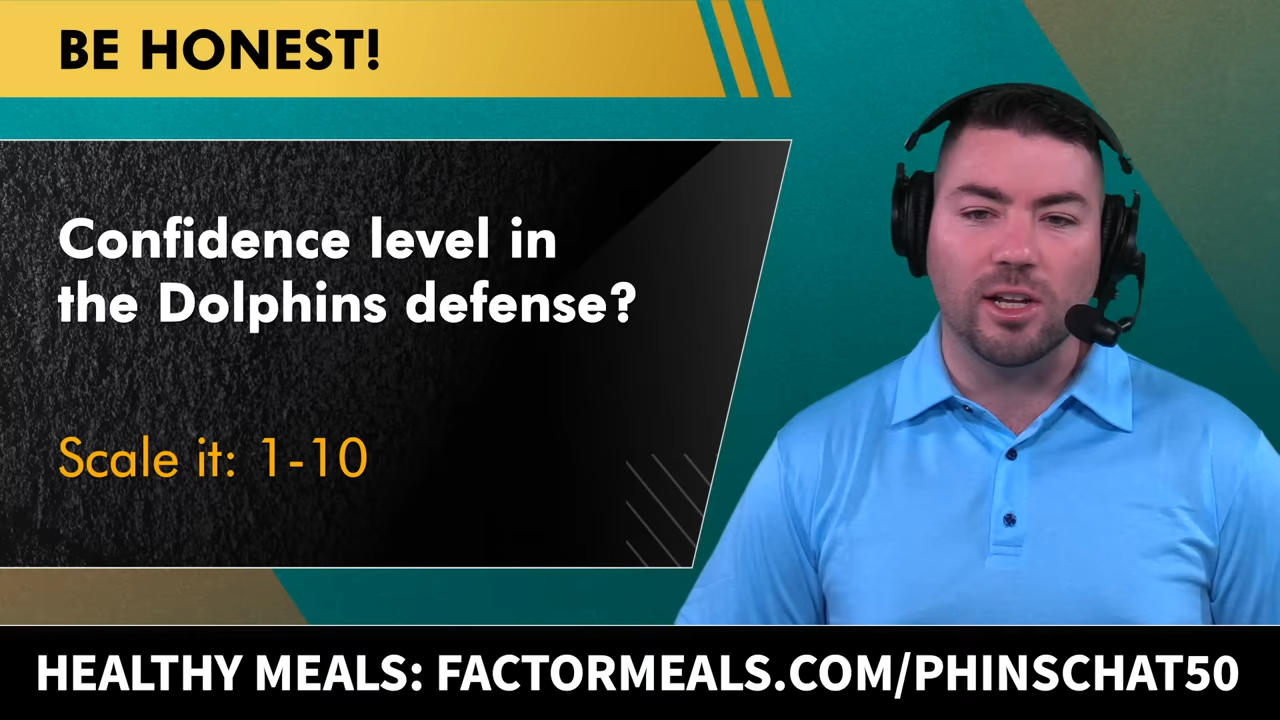 BE HONEST!
Confidence level in
the Dolphins defense?
Scale it: 1-10
HEALTHY MEALS: FACTORMEALS.COM/PHINSCHAT50